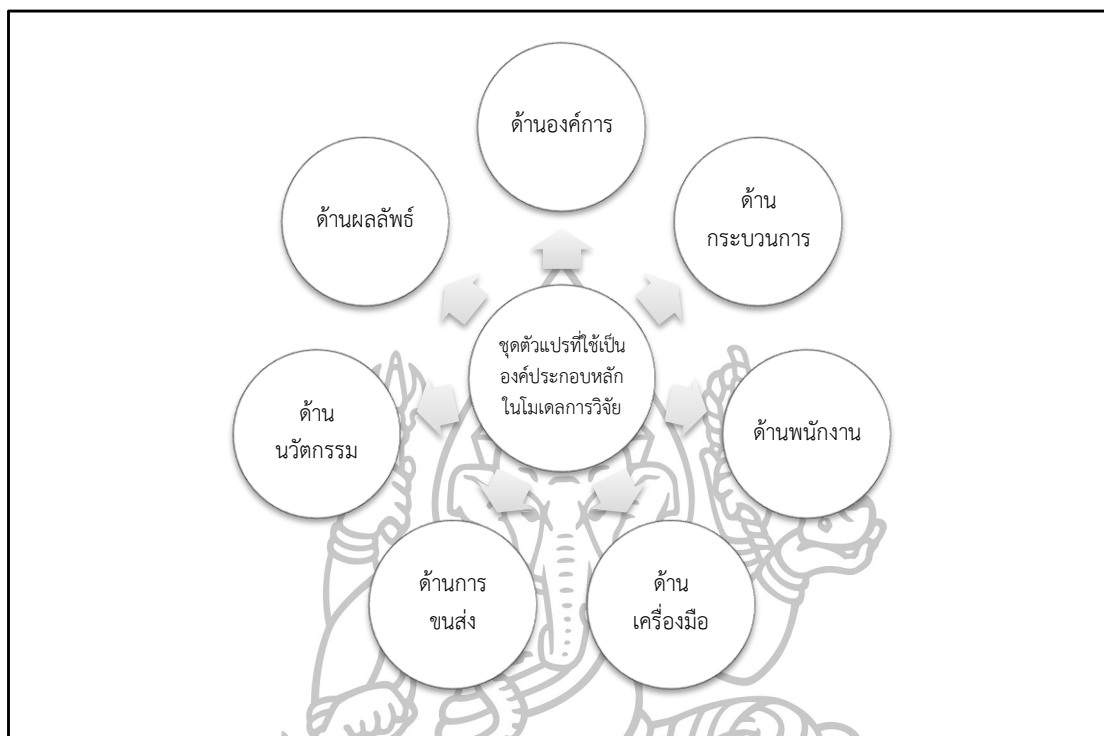 ด้านองค์การ
ด้าน
กระบวนการ
ด้านพนักงาน
ด้าน
เครื่องมือ
ด้านการ
ขนส่ง
ด้าน
นวัตกรรม
ด้านผลลัพธ์
ชุดตัวแปรที่ใช้เป็น
องค์ประกอบหลัก
ในโมเดลการวิจัย